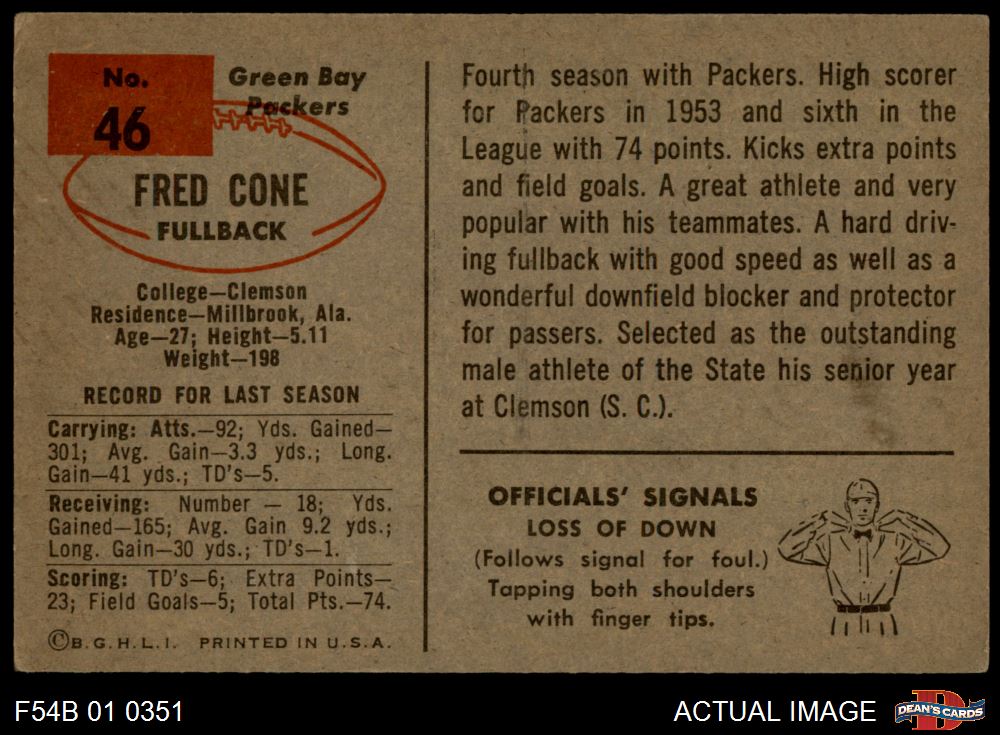 No.
46
Green Bay
Packers
FRED CONE
FULLBACK
College—Clemson
Residence—Millbrook, Ala.
Age—27; Height—5.11
Weight—198
RECORD FOR LAST SEASON
Carrying: Atts.—92; Yds. Gained—
301; Avg. Gain—3.3 yds.; Long.
Gain—41 yds.; TD's—5.
Receiving: Number — 18; Yds.
Gained—165; Avg. Gain 9.2 yds.;
Long. Gain—30 yds.; TD's—1.
Scoring: TD's—6; Extra Points—
23; Field Goals—5; Total Pts.—74.
©B.G.H.L.I. PRINTED IN U.S.A.
Fourth season with Packers. High scorer
for Packers in 1953 and sixth in the
League with 74 points. Kicks extra points
and field goals. A great athlete and very
popular with his teammates. A hard driv-
ing fullback with good speed as well as a
wonderful downfield blocker and protector
for passers. Selected as the outstanding
male athlete of the State his senior year
at Clemson (S. C.).
OFFICIALS' SIGNALS
LOSS OF DOWN
(Follows signal for foul.)
Tapping both shoulders
with finger tips.
F54B 01 0351
ACTUAL IMAGE
D
DEAN'S CARDS